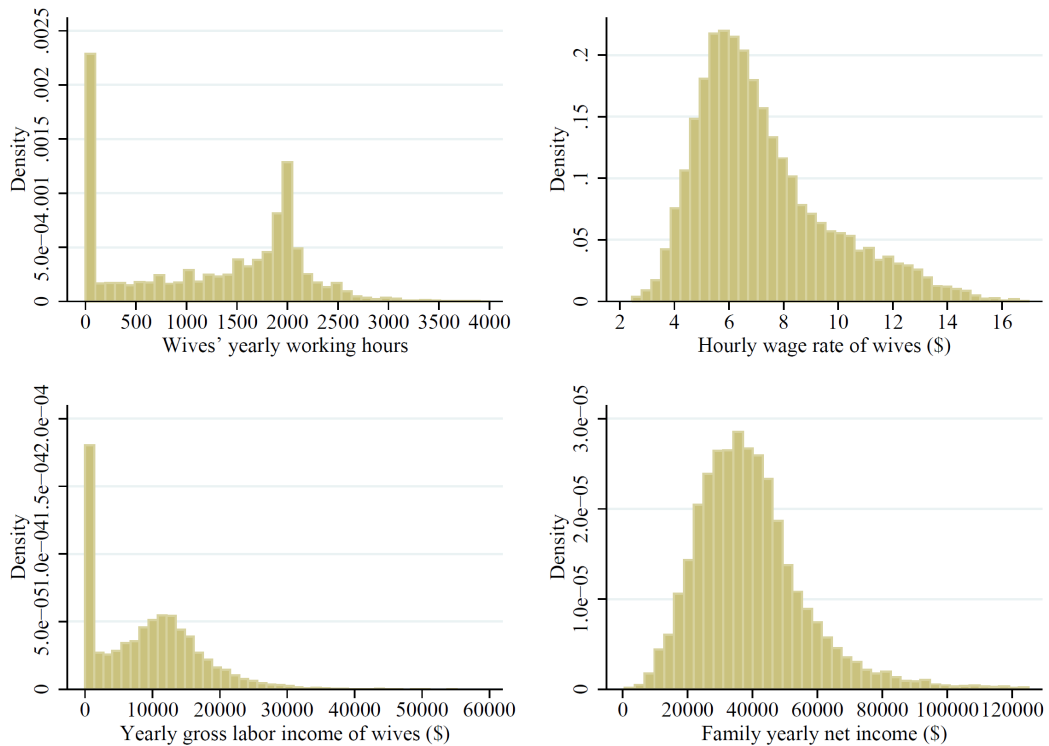 Density
0
5.0e−04
.001
.0015
.002
.0025
0 500 1000 1500 2000 2500 3000 3500 4000
Wives’ yearly working hours
Density
0
.05
.1
.15
.2
2 4 6 8 10 12 14 16
Hourly wage rate of wives ($)
Density
0
5.0e−05
1.0e−04
1.5e−04
2.0e−04
0 10000 20000 30000 40000 50000 60000
Yearly gross labor income of wives ($)
Density
0
1.0e−05
2.0e−05
3.0e−05
0 20000 40000 60000 80000 100000 120000
Family yearly net income ($)